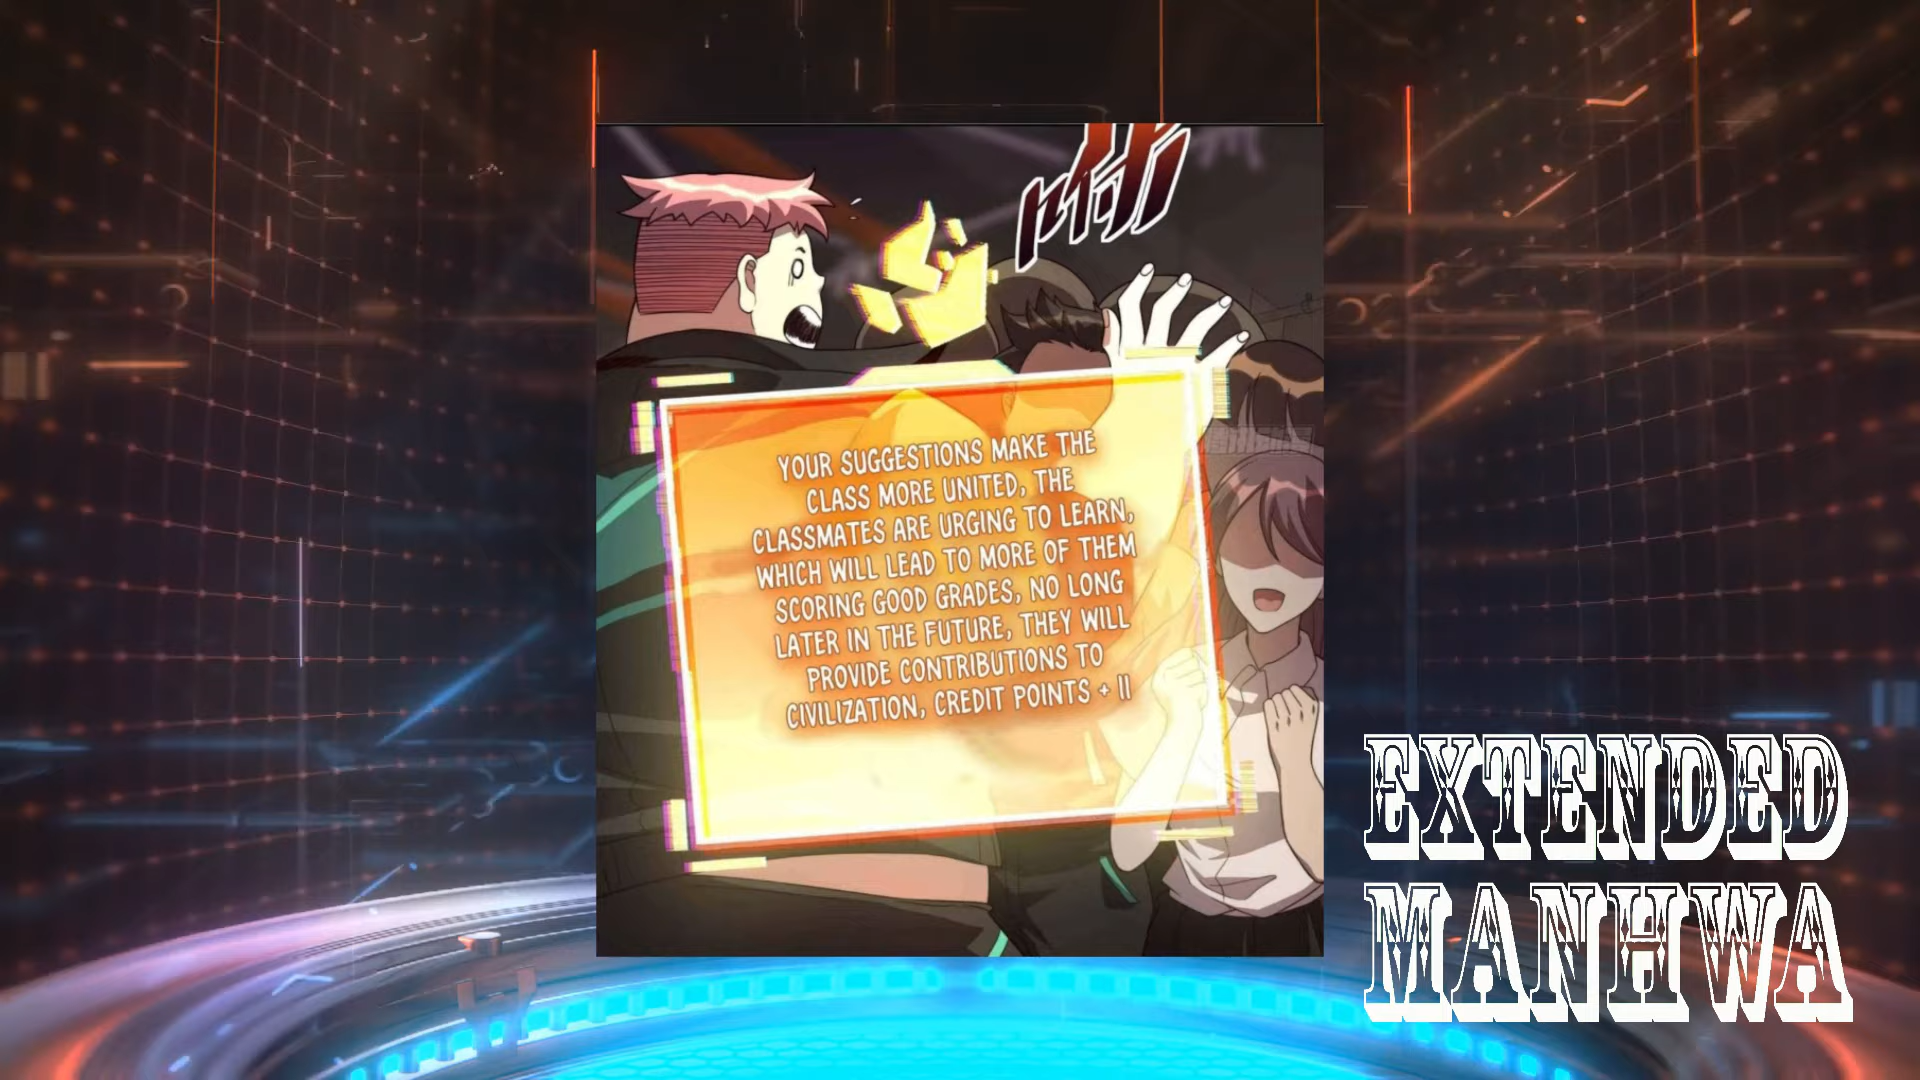 YOUR SUGGESTIONS MAKE THE
CLASS MORE UNITED, THE
CLASSMATES ARE URGING TO LEARN,
WHICH WILL LEAD TO MORE OF THEM
SCORING GOOD GRADES, NO LONG
LATER IN THE FUTURE, THEY WILL
PROVIDE CONTRIBUTIONS TO
CIVILIZATION, CREDIT POINTS + 11
EXTENDED
MANHWA